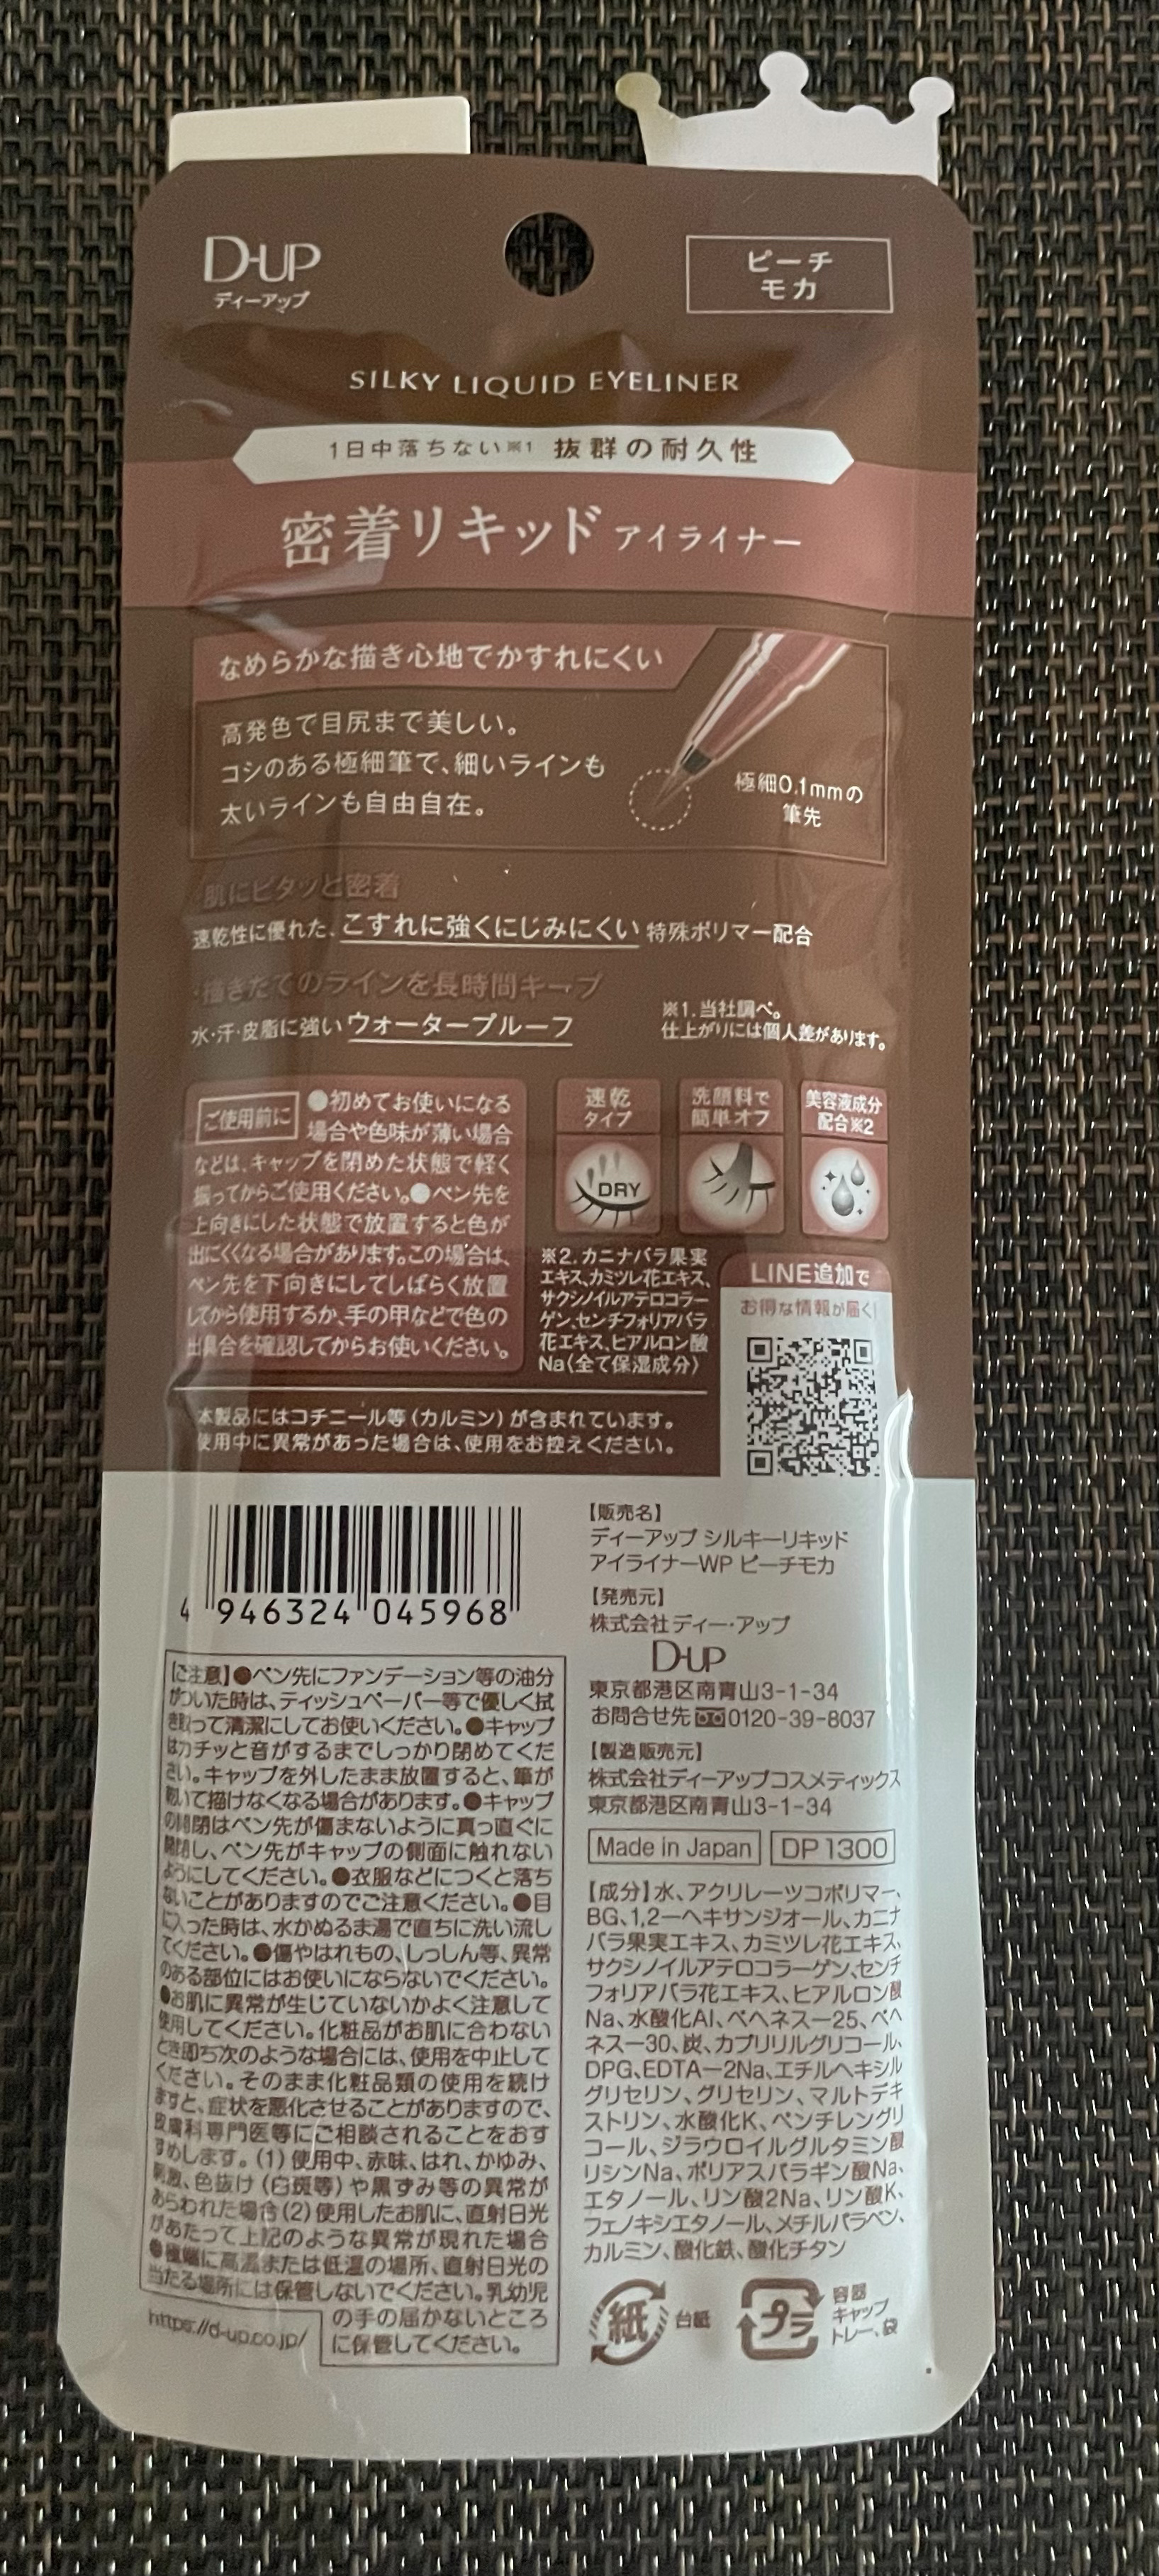 D-UP
ディーアップ
ピーチ
モカ
SILKY LIQUID EYELINER
1日中落ちない※1 抜群の耐久性
密着リキッド アイライナー
なめらかな描き心地でかすれにくい
高発色で目尻まで美しい。
コシのある極細筆で、細いラインも
太いラインも自由自在。
極細0.1mmの
筆先
・肌にピタッと密着
速乾性に優れた、こすれに強くにじみにくい 特殊ポリマー配合
・描きたてのラインを長時間キープ
水・汗・皮脂に強い ウォータープルーフ
※1.当社調べ。
仕上がりには個人差があります。
ご使用前に ●初めてお使いになる
場合や色味が薄い場合
などは、キャップを閉めた状態で軽く
振ってからご使用ください。●ペン先を
上向きにした状態で放置すると色が
出にくくなる場合があります。この場合は、
ペン先を下向きにしてしばらく放置
してから使用するか、手の甲などで色の
出具合を確認してからお使いください。
速乾
タイプ
DRY
洗顔料で
簡単オフ
美容液成分
配合※2
※2.カニナバラ果実
エキス、カミツレ花エキス、
サクシノイルアテロコラー
ゲン、センチフォリアバラ
花エキス、ヒアルロン酸
Na〈全て保湿成分〉
LINE追加で
お得な情報が届く!
本製品にはコチニール等（カルミン）が含まれています。
使用中に異常があった場合は、使用をお控えください。
4 946324 045968
【販売名】
ディーアップ シルキーリキッド
アイライナーWP ピーチモカ
【発売元】
株式会社ディー・アップ
D-UP
東京都港区南青山3-1-34
お問合せ先 0120-39-8037
【製造販売元】
株式会社ディーアップコスメティックス
東京都港区南青山3-1-34
Made in Japan
DP 1300
【ご注意】●ペン先にファンデーション等の油分
がついた時は、ティッシュペーパー等で優しく拭
き取って清潔にしてお使いください。●キャップ
はカチッと音がするまでしっかり閉めてくだ
さい。キャップを外したまま放置すると、筆が
乾いて描けなくなる場合があります。●キャップ
の開閉はペン先が傷まないように真っ直ぐに
開閉し、ペン先がキャップの側面に触れない
ようにしてください。●衣服などにつくと落ち
ないことがありますのでご注意ください。●目
に入った時は、水かぬるま湯で直ちに洗い流し
てください。●傷やはれもの、しっしん等、異常
のある部位にはお使いにならないでください。
●お肌に異常が生じていないかよく注意して
使用してください。化粧品がお肌に合わない
とき即ち次のような場合には、使用を中止して
ください。そのまま化粧品類の使用を続け
ますと、症状を悪化させることがありますので、
皮膚科専門医等にご相談されることをおす
すめします。(1)使用中、赤味、はれ、かゆみ、
刺激、色抜け（白斑等）や黒ずみ等の異常が
あらわれた場合(2)使用したお肌に、直射日光
があたって上記のような異常が現れた場合
●極端に高温または低温の場所、直射日光の
当たる場所には保管しないでください。乳幼児
の手の届かないところ
に保管してください。
https://d-up.co.jp/
【成分】水、アクリレーツコポリマー、
BG、1,2-ヘキサンジオール、カニナ
バラ果実エキス、カミツレ花エキス、
サクシノイルアテロコラーゲン、センチ
フォリアバラ花エキス、ヒアルロン酸
Na、水酸化Al、ベヘネス-25、ベヘ
ネス-30、炭、カプリリルグリコール、
DPG、EDTA-2Na、エチルヘキシル
グリセリン、グリセリン、マルトデキ
ストリン、水酸化K、ペンチレングリ
コール、ジラウロイルグルタミン酸
リシンNa、ポリアスパラギン酸Na、
エタノール、リン酸2Na、リン酸K、
フェノキシエタノール、メチルパラベン、
カルミン、酸化鉄、酸化チタン
紙
台紙
プラ
容器
キャップ
トレー、袋